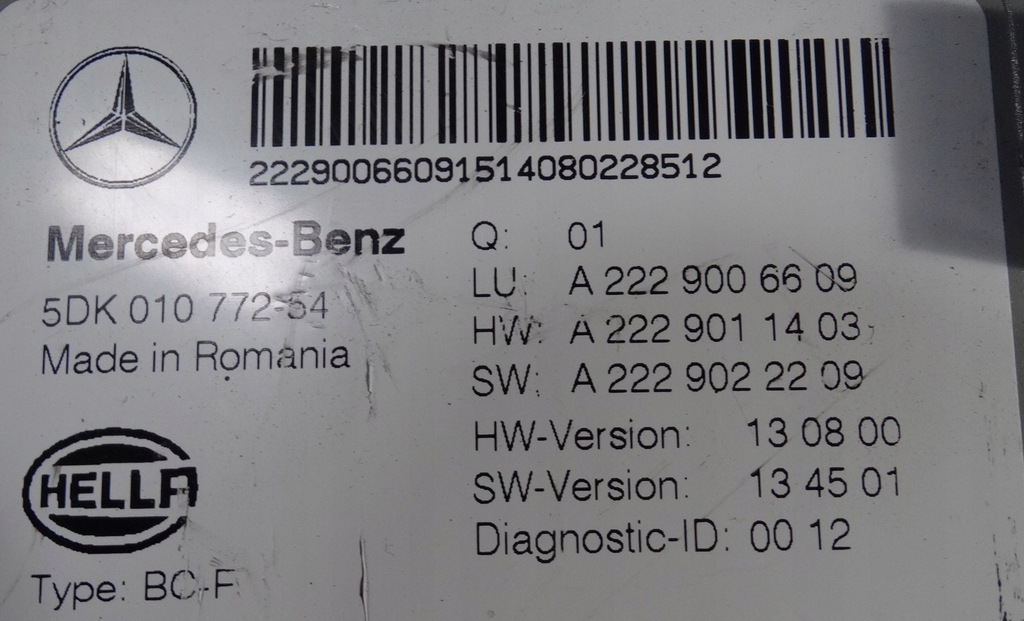 22290066091514080228512
Mercedes-Benz
5DK 010 772-54
Made in Romania
HELLA
Type: BC-F
Q: 01
LU: A 222 900 66 09
HW: A 222 901 14 03
SW: A 222 902 22 09
HW-Version: 13 08 00
SW-Version: 13 45 01
Diagnostic-ID: 00 12